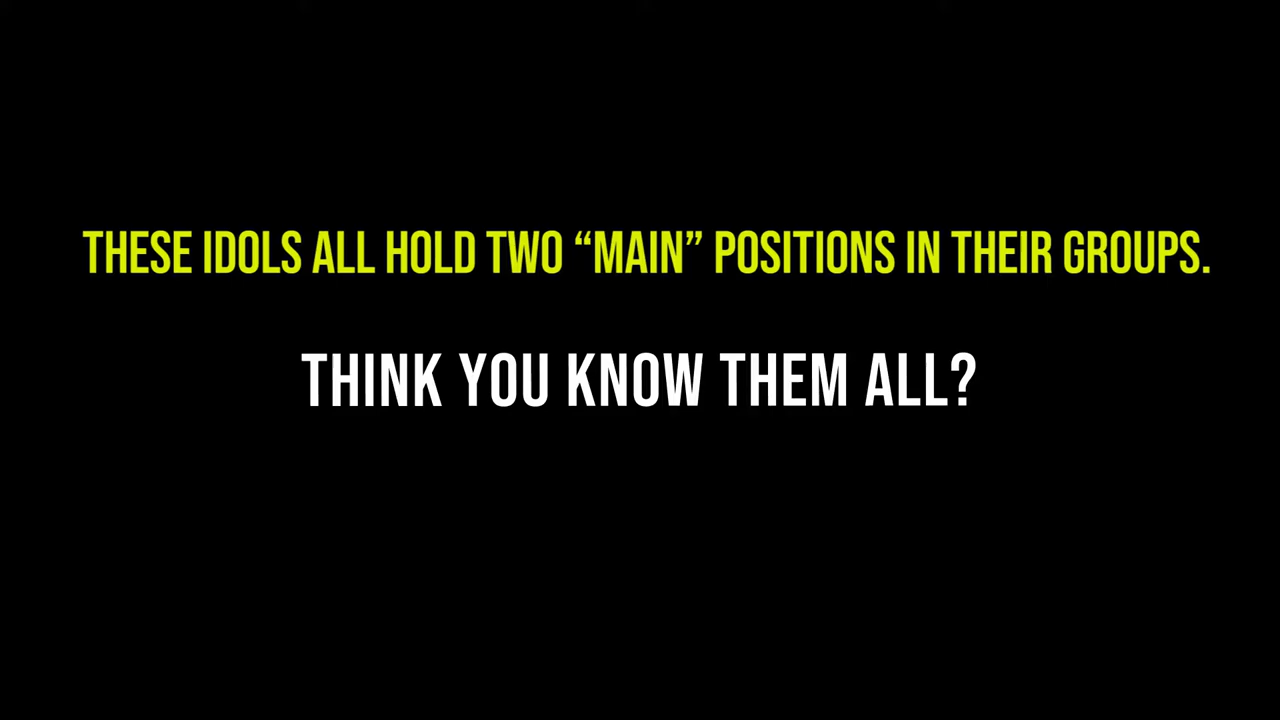 THESE IDOLS ALL HOLD TWO “MAIN” POSITIONS IN THEIR GROUPS.
THINK YOU KNOW THEM ALL?